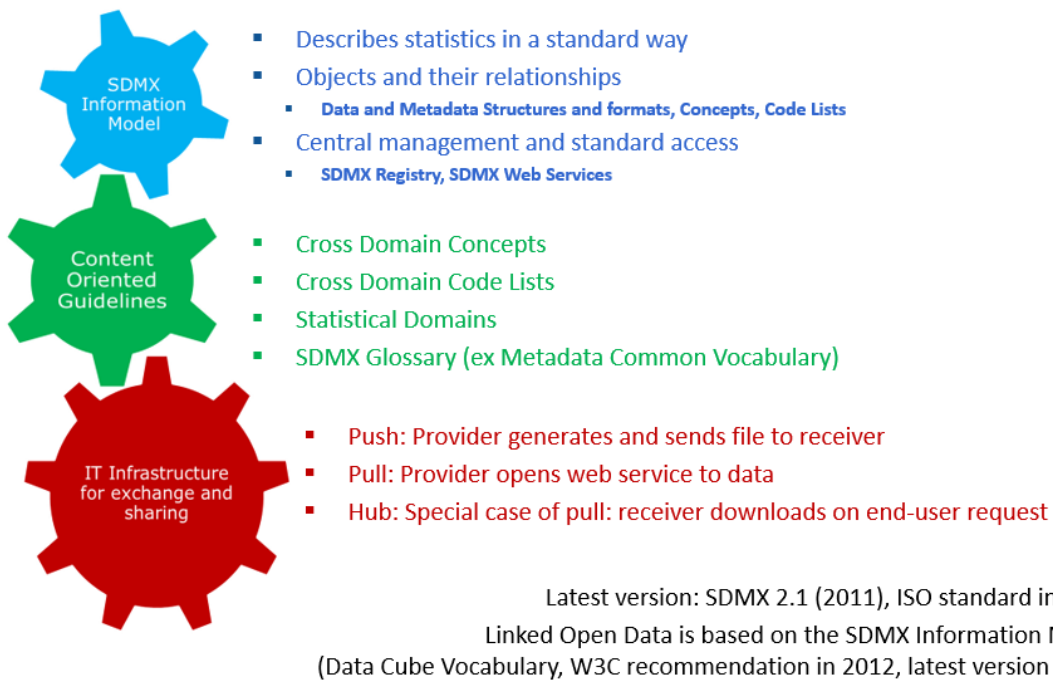 SDMX
Information
Model
▪ Describes statistics in a standard way
▪ Objects and their relationships
▪ Data and Metadata Structures and formats, Concepts, Code Lists
▪ Central management and standard access
▪ SDMX Registry, SDMX Web Services
Content
Oriented
Guidelines
▪ Cross Domain Concepts
▪ Cross Domain Code Lists
▪ Statistical Domains
▪ SDMX Glossary (ex Metadata Common Vocabulary)
IT Infrastructure
for exchange and
sharing
▪ Push: Provider generates and sends file to receiver
▪ Pull: Provider opens web service to data
▪ Hub: Special case of pull: receiver downloads on end-user request
Latest version: SDMX 2.1 (2011), ISO standard in
Linked Open Data is based on the SDMX Information
(Data Cube Vocabulary, W3C recommendation in 2012, latest version